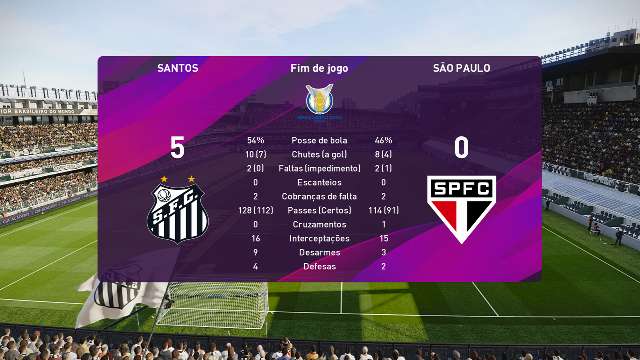 SANTOS Fim de jogo SÃO PAULO
5 0
54% Posse de bola 46%
10 (7) Chutes (a gol) 8 (4)
2 (0) Faltas (impedimento) 2 (1)
0 Escanteios 0
2 Cobranças de falta 2
128 (112) Passes (Certos) 114 (91)
0 Cruzamentos 1
16 Interceptações 15
9 Desarmes 3
4 Defesas 2
S.F.C.
SPFC